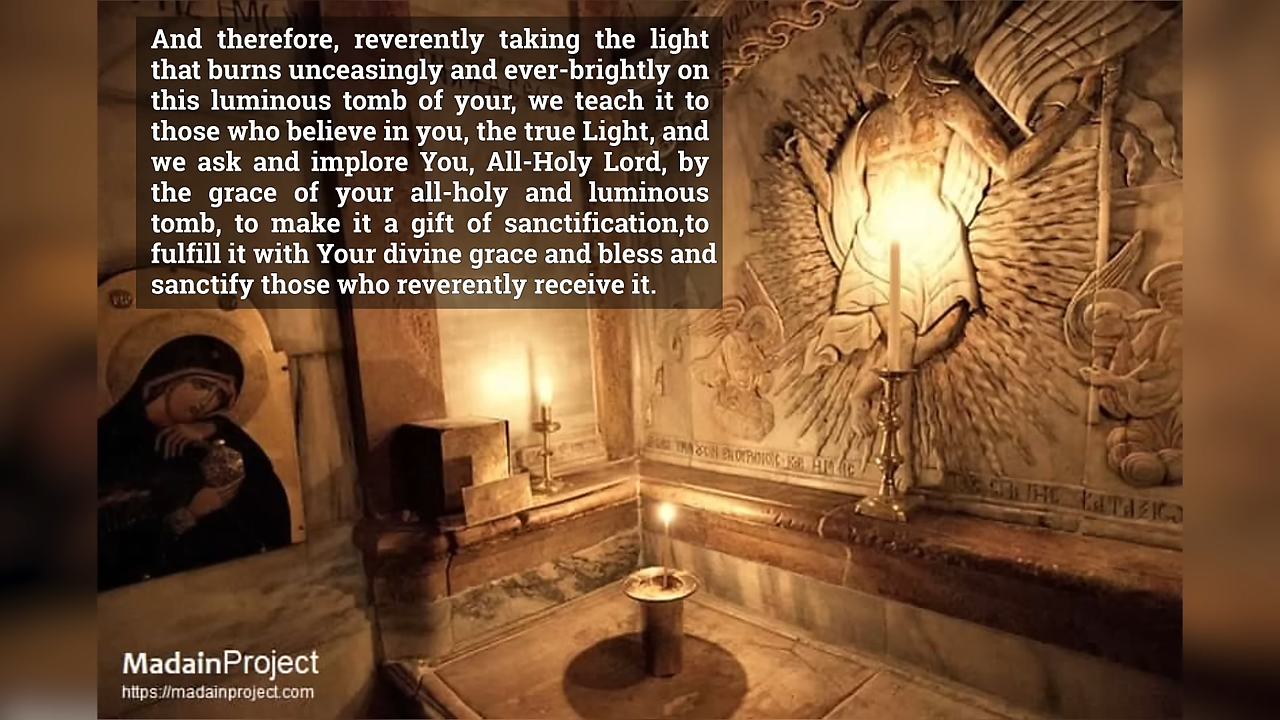 And therefore, reverently taking the light
that burns unceasingly and ever-brightly on
this luminous tomb of your, we teach it to
those who believe in you, the true Light, and
we ask and implore You, All-Holy Lord, by
the grace of your all-holy and luminous
tomb, to make it a gift of sanctification,to
fulfill it with Your divine grace and bless and
sanctify those who reverently receive it.
MadainProject
https://madainproject.com